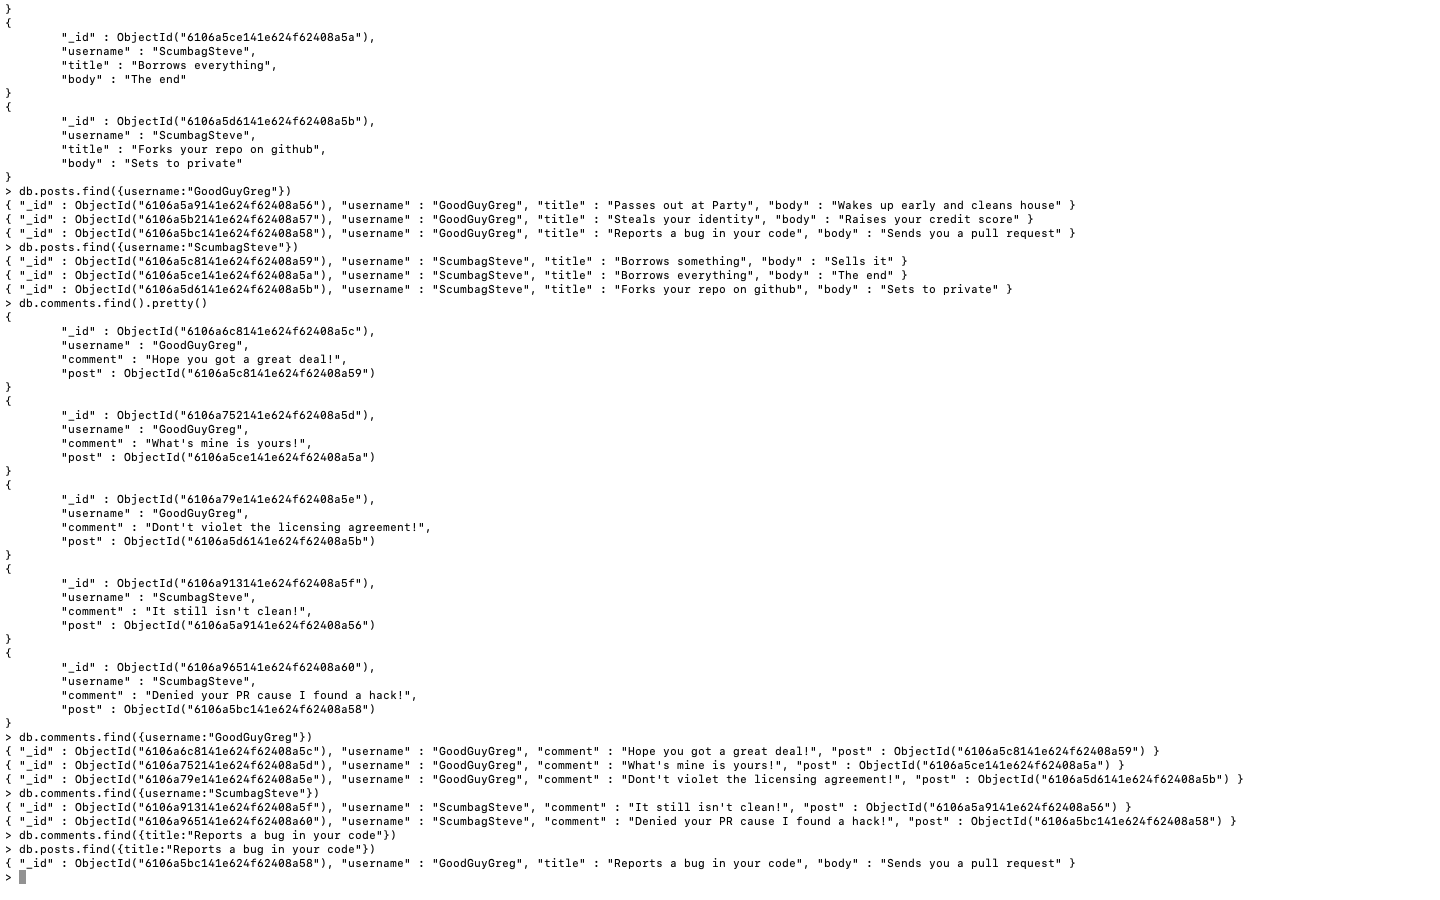 }
{
        "_id" : ObjectId("6106a5ce141e624f62408a5a"),
        "username" : "ScumbagSteve",
        "title" : "Borrows everything",
        "body" : "The end"
}
{
        "_id" : ObjectId("6106a5d6141e624f62408a5b"),
        "username" : "ScumbagSteve",
        "title" : "Forks your repo on github",
        "body" : "Sets to private"
}
> db.posts.find({username:"GoodGuyGreg"})
{ "_id" : ObjectId("6106a5a9141e624f62408a56"), "username" : "GoodGuyGreg", "title" : "Passes out at Party", "body" : "Wakes up early and cleans house" }
{ "_id" : ObjectId("6106a5b2141e624f62408a57"), "username" : "GoodGuyGreg", "title" : "Steals your identity", "body" : "Raises your credit score" }
{ "_id" : ObjectId("6106a5bc141e624f62408a58"), "username" : "GoodGuyGreg", "title" : "Reports a bug in your code", "body" : "Sends you a pull request" }
> db.posts.find({username:"ScumbagSteve"})
{ "_id" : ObjectId("6106a5c8141e624f62408a59"), "username" : "ScumbagSteve", "title" : "Borrows something", "body" : "Sells it" }
{ "_id" : ObjectId("6106a5ce141e624f62408a5a"), "username" : "ScumbagSteve", "title" : "Borrows everything", "body" : "The end" }
{ "_id" : ObjectId("6106a5d6141e624f62408a5b"), "username" : "ScumbagSteve", "title" : "Forks your repo on github", "body" : "Sets to private" }
> db.comments.find().pretty()
{
        "_id" : ObjectId("6106a6c8141e624f62408a5c"),
        "username" : "GoodGuyGreg",
        "comment" : "Hope you got a great deal!",
        "post" : ObjectId("6106a5c8141e624f62408a59")
}
{
        "_id" : ObjectId("6106a752141e624f62408a5d"),
        "username" : "GoodGuyGreg",
        "comment" : "What's mine is yours!",
        "post" : ObjectId("6106a5ce141e624f62408a5a")
}
{
        "_id" : ObjectId("6106a79e141e624f62408a5e"),
        "username" : "GoodGuyGreg",
        "comment" : "Dont't violet the licensing agreement!",
        "post" : ObjectId("6106a5d6141e624f62408a5b")
}
{
        "_id" : ObjectId("6106a913141e624f62408a5f"),
        "username" : "ScumbagSteve",
        "comment" : "It still isn't clean!",
        "post" : ObjectId("6106a5a9141e624f62408a56")
}
{
        "_id" : ObjectId("6106a965141e624f62408a60"),
        "username" : "ScumbagSteve",
        "comment" : "Denied your PR cause I found a hack!",
        "post" : ObjectId("6106a5bc141e624f62408a58")
}
> db.comments.find({username:"GoodGuyGreg"})
{ "_id" : ObjectId("6106a6c8141e624f62408a5c"), "username" : "GoodGuyGreg", "comment" : "Hope you got a great deal!", "post" : ObjectId("6106a5c8141e624f62408a59") }
{ "_id" : ObjectId("6106a752141e624f62408a5d"), "username" : "GoodGuyGreg", "comment" : "What's mine is yours!", "post" : ObjectId("6106a5ce141e624f62408a5a") }
{ "_id" : ObjectId("6106a79e141e624f62408a5e"), "username" : "GoodGuyGreg", "comment" : "Dont't violet the licensing agreement!", "post" : ObjectId("6106a5d6141e624f62408a5b") }
> db.comments.find({username:"ScumbagSteve"})
{ "_id" : ObjectId("6106a913141e624f62408a5f"), "username" : "ScumbagSteve", "comment" : "It still isn't clean!", "post" : ObjectId("6106a5a9141e624f62408a56") }
{ "_id" : ObjectId("6106a965141e624f62408a60"), "username" : "ScumbagSteve", "comment" : "Denied your PR cause I found a hack!", "post" : ObjectId("6106a5bc141e624f62408a58") }
> db.comments.find({title:"Reports a bug in your code"})
> db.posts.find({title:"Reports a bug in your code"})
{ "_id" : ObjectId("6106a5bc141e624f62408a58"), "username" : "GoodGuyGreg", "title" : "Reports a bug in your code", "body" : "Sends you a pull request" }
>